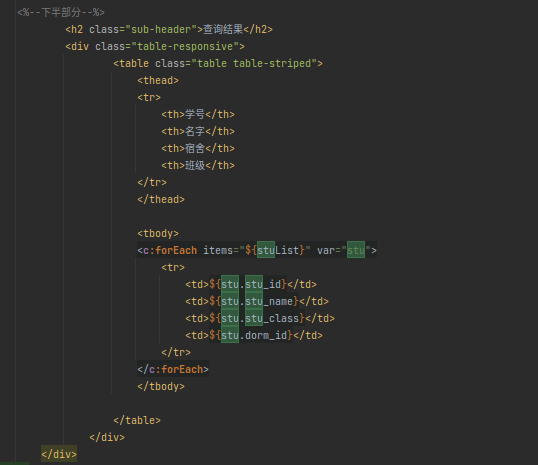 <%--下半部分--%>
<h2 class="sub-header">查询结果</h2>
<div class="table-responsive">
<table class="table table-striped">
<thead>
<tr>
<th>学号</th>
<th>名字</th>
<th>宿舍</th>
<th>班级</th>
</tr>
</thead>
<tbody>
<c:forEach items="${stuList}" var="stu">
<tr>
<td>${stu.stu_id}</td>
<td>${stu.stu_name}</td>
<td>${stu.stu_class}</td>
<td>${stu.dorm_id}</td>
</tr>
</c:forEach>
</tbody>
</table>
</div>
</div>